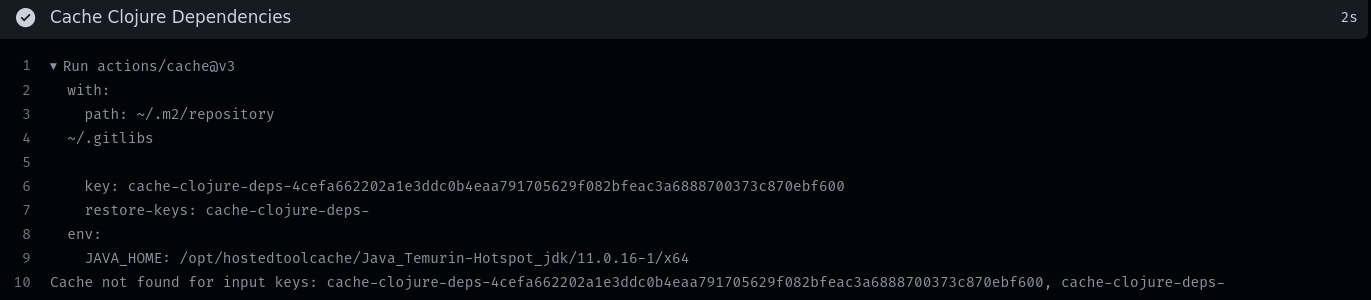 Cache Clojure Dependencies 2s
1 ▼ Run actions/cache@v3
2 with:
3 path: ~/.m2/repository
4 ~/.gitlibs
5
6 key: cache-clojure-deps-4cefa662202a1e3ddc0b4eaa791705629f082bfeac3a6888700373c870ebf600
7 restore-keys: cache-clojure-deps-
8 env:
9 JAVA_HOME: /opt/hostedtoolcache/Java_Temurin-Hotspot_jdk/11.0.16-1/x64
10 Cache not found for input keys: cache-clojure-deps-4cefa662202a1e3ddc0b4eaa791705629f082bfeac3a6888700373c870ebf600, cache-clojure-deps-